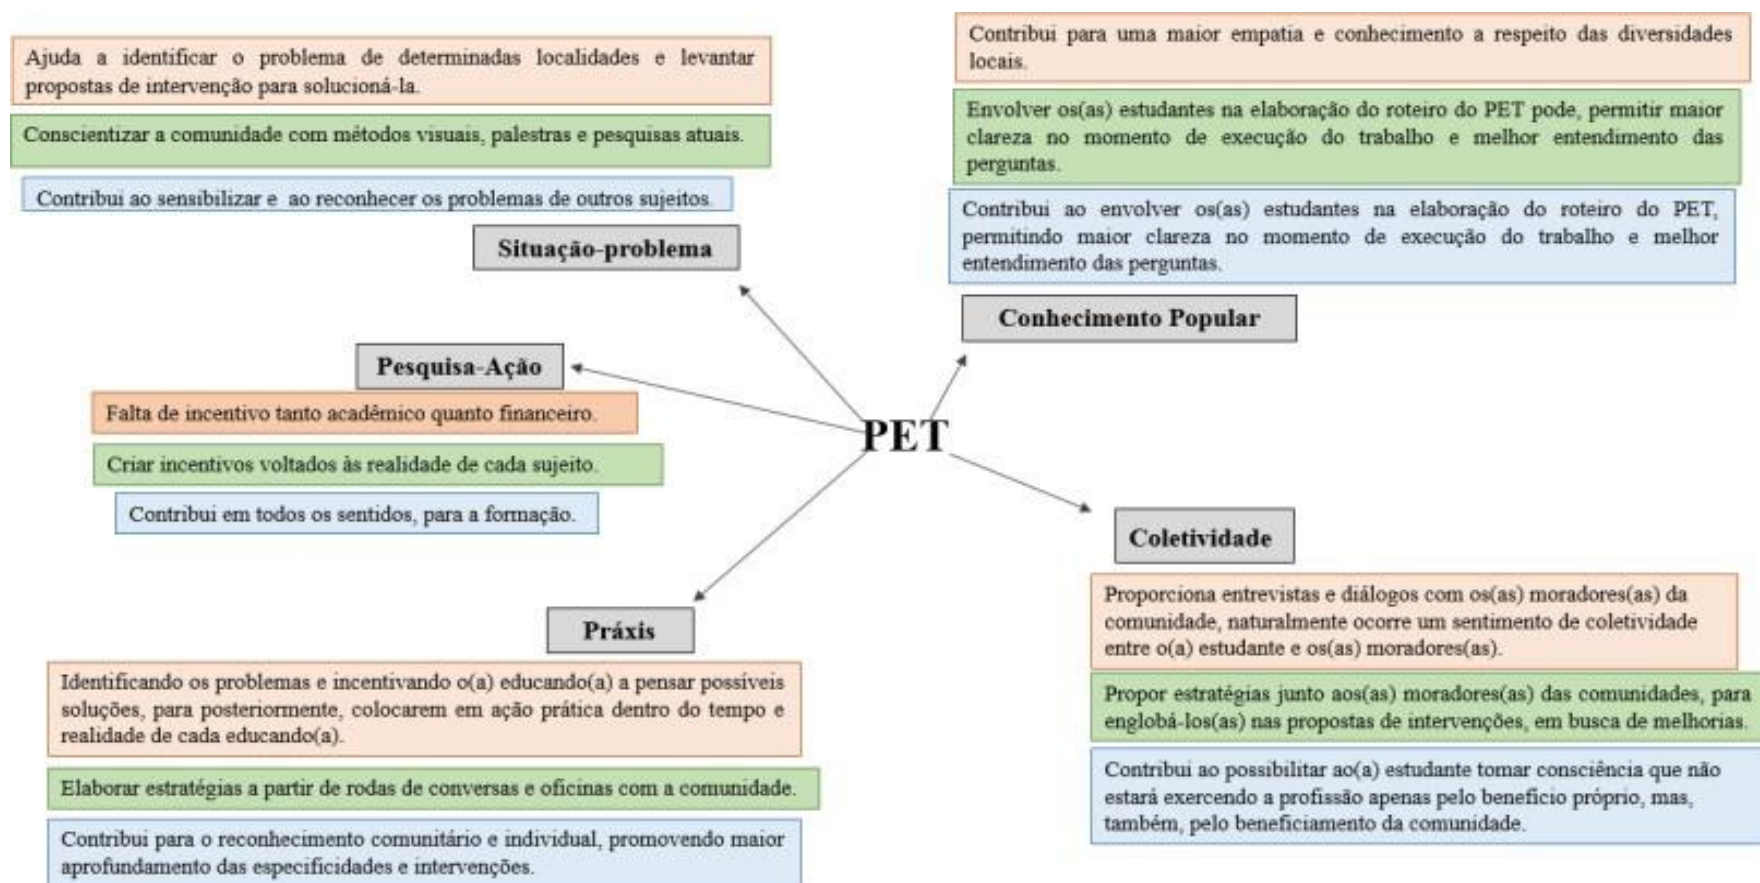 Ajuda a identificar o problema de determinadas localidades e levantar
propostas de intervenção para solucioná-la.
Conscientizar a comunidade com métodos visuais, palestras e pesquisas atuais.
Contribui ao sensibilizar e ao reconhecer os problemas de outros sujeitos.
Situação-problema
Contribui para uma maior empatia e conhecimento a respeito das diversidades
locais.
Envolver os(as) estudantes na elaboração do roteiro do PET pode, permitir maior
clareza no momento de execução do trabalho e melhor entendimento das
perguntas.
Contribui ao envolver os(as) estudantes na elaboração do roteiro do PET,
permitindo maior clareza no momento de execução do trabalho e melhor
entendimento das perguntas.
Conhecimento Popular
Pesquisa-Ação
Falta de incentivo tanto acadêmico quanto financeiro.
Criar incentivos voltados às realidade de cada sujeito.
Contribui em todos os sentidos, para a formação.
PET
Coletividade
Proporciona entrevistas e diálogos com os(as) moradores(as) da
comunidade, naturalmente ocorre um sentimento de coletividade
entre o(a) estudante e os(as) moradores(as).
Propor estratégias junto aos(as) moradores(as) das comunidades, para
englobá-los(as) nas propostas de intervenções, em busca de melhorias.
Contribui ao possibilitar ao(a) estudante tomar consciência que não
estará exercendo a profissão apenas pelo benefício próprio, mas,
também, pelo beneficiamento da comunidade.
Práxis
Identificando os problemas e incentivando o(a) educando(a) a pensar possíveis
soluções, para posteriormente, colocarem em ação prática dentro do tempo e
realidade de cada educando(a).
Elaborar estratégias a partir de rodas de conversas e oficinas com a comunidade.
Contribui para o reconhecimento comunitário e individual, promovendo maior
aprofundamento das especificidades e intervenções.